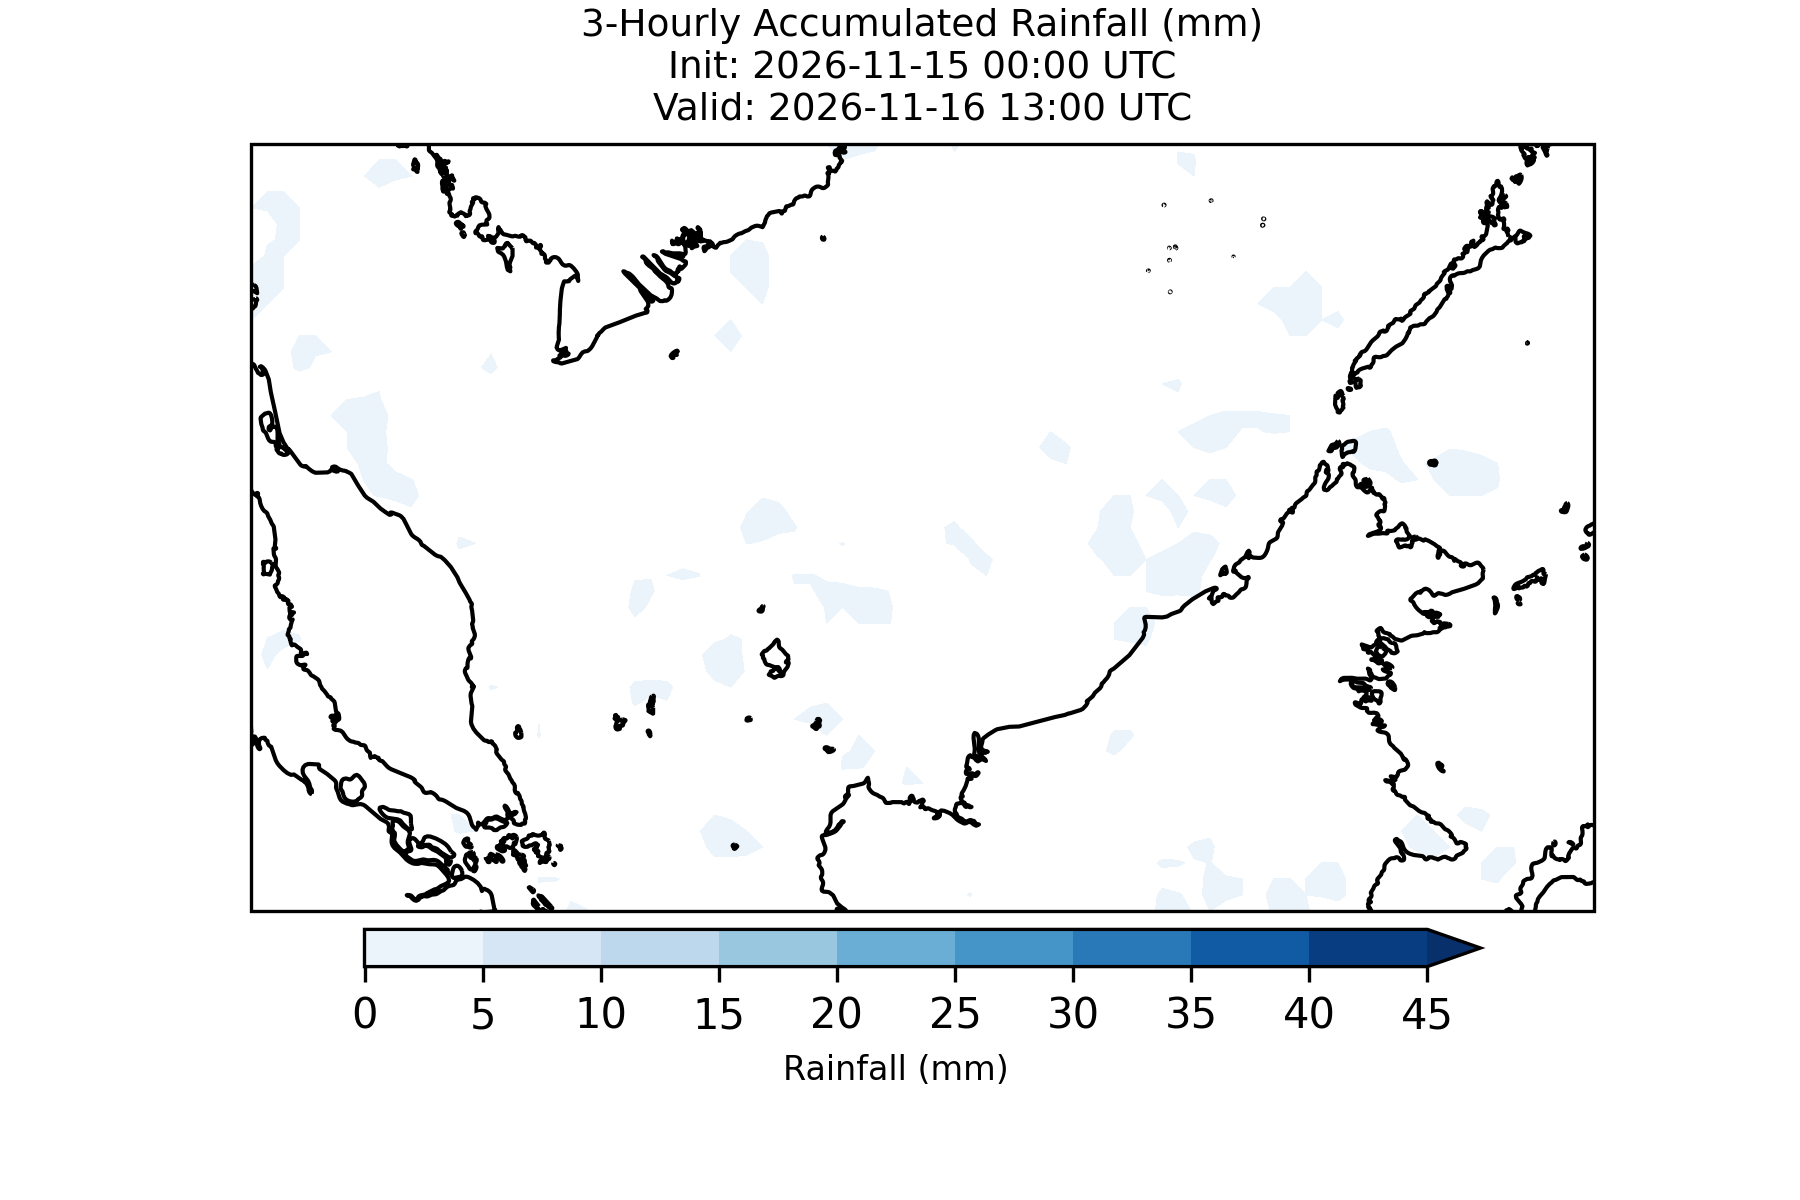 3-Hourly Accumulated Rainfall (mm)
Init: 2026-11-15 00:00 UTC
Valid: 2026-11-16 13:00 UTC
0 5 10 15 20 25 30 35 40 45
Rainfall (mm)